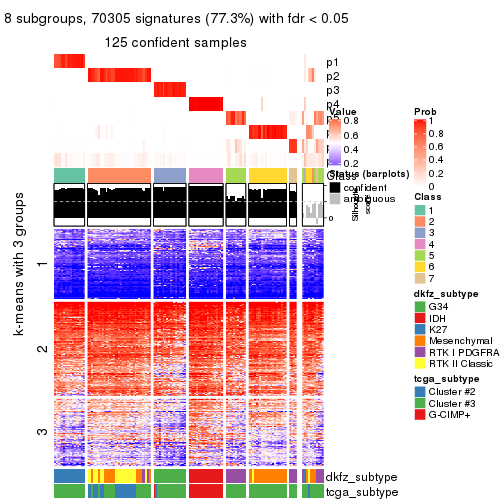 8 subgroups, 70305 signatures (77.3%) with fdr < 0.05
125 confident samples
p1
p2
p3
p4
Value
0.8
0.6
0.4
0.2
Prob
1
0.8
0.6
0.4
0.2
0
Class
Status (barplots)
confident
ambiguous
0
Class
1
2
3
4
5
6
7
k-means with 3 groups
1
2
3
dkfz_subtype
G34
IDH
K27
Mesenchymal
RTK I PDGFRA
RTK II Classic
tcga_subtype
Cluster #2
Cluster #3
G-CIMP+
dkfz_subtype
tcga_subtype